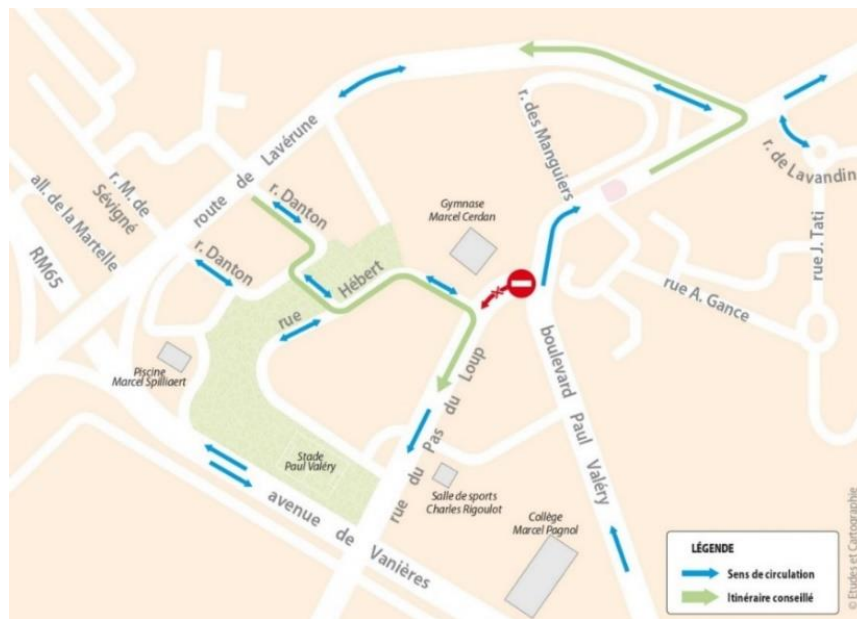 route de Lavérune
r. des Manguiers
r. de Lavandin
rue J. Tati
r. M. de
Sévigné
all. de la Martelle
RM65
r. Danton
r. Danton
Gymnase
Marcel Cerdan
rue Hébert
rue A. Gance
Piscine
Marcel Spilliaert
rue du Pas du Loup
boulevard Paul Valéry
Stade
Paul Valéry
avenue de Vanières
Salle de sports
Charles Rigoulot
Collège
Marcel Pagnol
LÉGENDE
Sens de circulation
Itinéraire conseillé
© Etudes et Cartographie